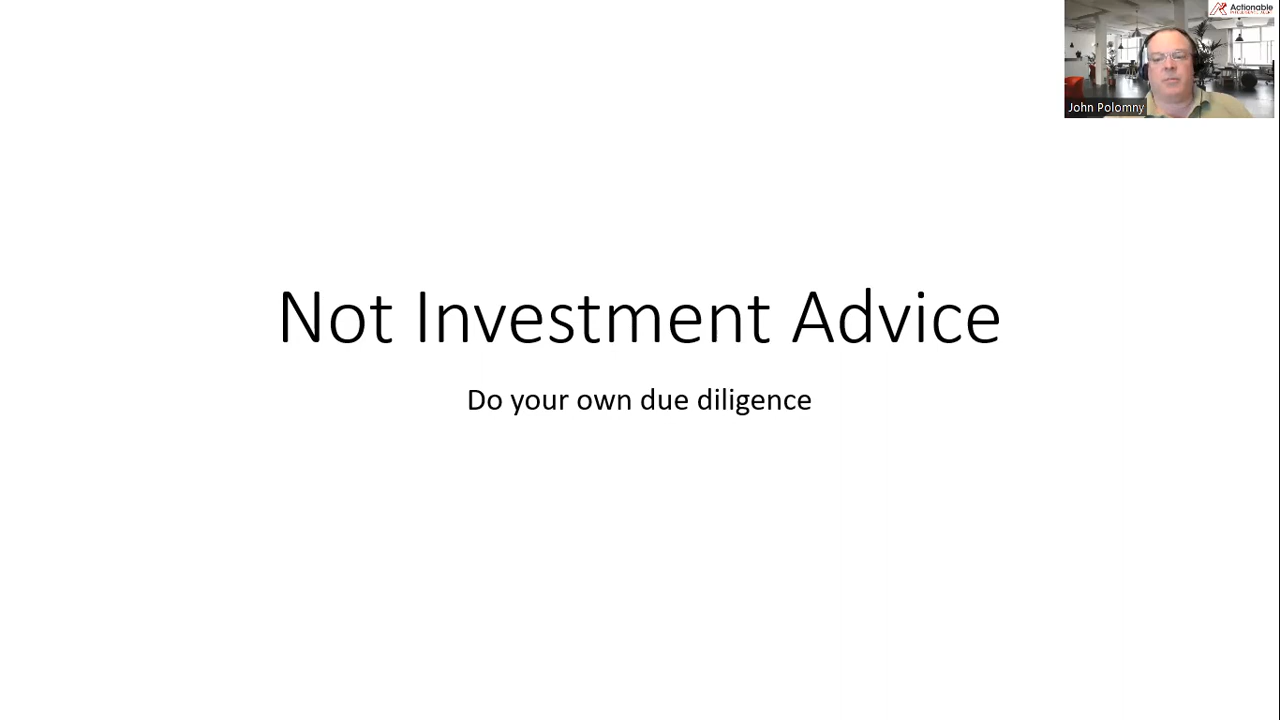 Actionable
John Polomny
Not Investment Advice
Do your own due diligence